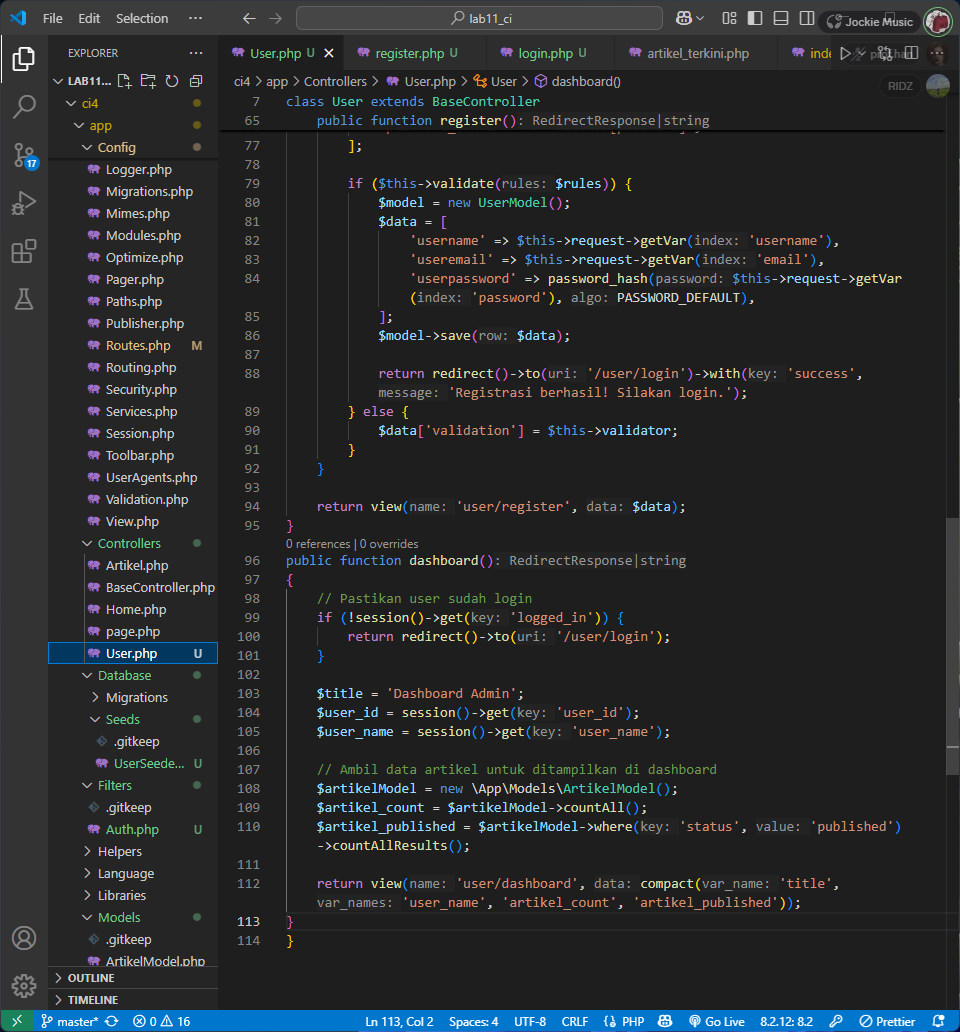 File Edit Selection ··· lab11_ci Jockie Music
EXPLORER ···
User.php U register.php U login.php U artikel_terkini.php inde
LAB11...
ci4 > app > Controllers > User.php > User > dashboard()
RIDZ
ci4
app
Config
Logger.php
Migrations.php
Mimes.php
Modules.php
Optimize.php
Pager.php
Paths.php
Publisher.php
Routes.php M
Routing.php
Security.php
Services.php
Session.php
Toolbar.php
UserAgents.php
Validation.php
View.php
Controllers
Artikel.php
BaseController.php
Home.php
page.php
User.php U
Database
Migrations
Seeds
.gitkeep
UserSeede... U
Filters
.gitkeep
Auth.php U
Helpers
Language
Libraries
Models
.gitkeep
ArtikelModel.php
OUTLINE
TIMELINE
7 class User extends BaseController
65 public function register(): RedirectResponse|string
77 ];
78
79 if ($this->validate(rules: $rules)) {
80 $model = new UserModel();
81 $data = [
82 'username' => $this->request->getVar(index: 'username'),
83 'useremail' => $this->request->getVar(index: 'email'),
84 'userpassword' => password_hash(password: $this->request->getVar
(index: 'password'), algo: PASSWORD_DEFAULT),
85 ];
86 $model->save(row: $data);
87
88 return redirect()->to(uri: '/user/login')->with(key: 'success',
message: 'Registrasi berhasil! Silakan login.');
89 } else {
90 $data['validation'] = $this->validator;
91 }
92 }
93
94 return view(name: 'user/register', data: $data);
95 }
0 references | 0 overrides
96 public function dashboard(): RedirectResponse|string
97 {
98 // Pastikan user sudah login
99 if (!session()->get(key: 'logged_in')) {
100 return redirect()->to(uri: '/user/login');
101 }
102
103 $title = 'Dashboard Admin';
104 $user_id = session()->get(key: 'user_id');
105 $user_name = session()->get(key: 'user_name');
106
107 // Ambil data artikel untuk ditampilkan di dashboard
108 $artikelModel = new \App\Models\ArtikelModel();
109 $artikel_count = $artikelModel->countAll();
110 $artikel_published = $artikelModel->where(key: 'status', value: 'published')
->countAllResults();
111
112 return view(name: 'user/dashboard', data: compact(var_name: 'title',
var_names: 'user_name', 'artikel_count', 'artikel_published'));
113 }
114 }
17
master* 0 16 Ln 113, Col 2 Spaces: 4 UTF-8 CRLF {} PHP Go Live 8.2.12: 8.2 Prettier